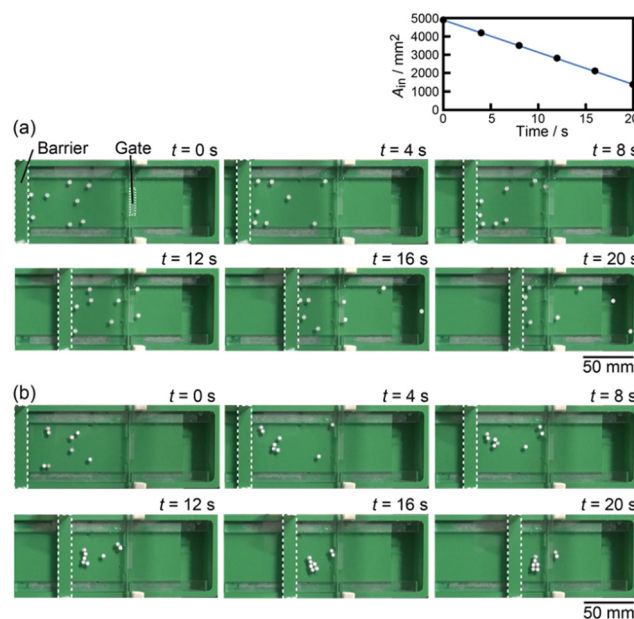 5000
4000
3000
2000
1000
0
A_in / mm²
0 5 10 15 20
Time / s
(a)
Barrier Gate t = 0 s t = 4 s t = 8 s
t = 12 s t = 16 s t = 20 s
50 mm
(b)
t = 0 s t = 4 s t = 8 s
t = 12 s t = 16 s t = 20 s
50 mm